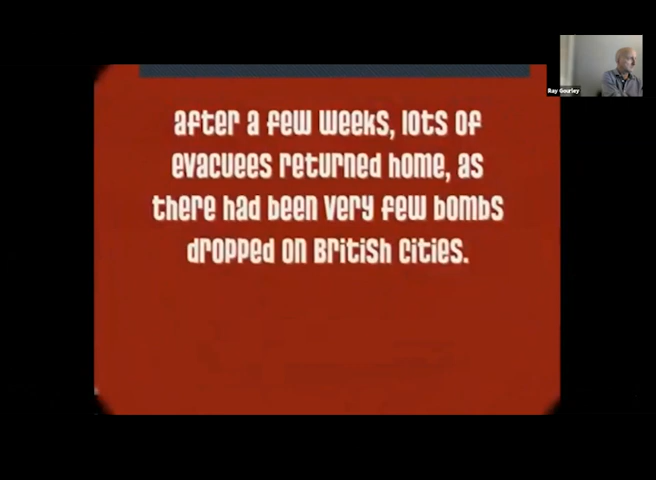 after a few weeks, lots of
evacuees returned home, as
there had been very few bombs
dropped on British Cities.
Ray Gourley